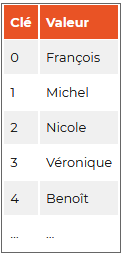 Clé Valeur
0 François
1 Michel
2 Nicole
3 Véronique
4 Benoît
... ...